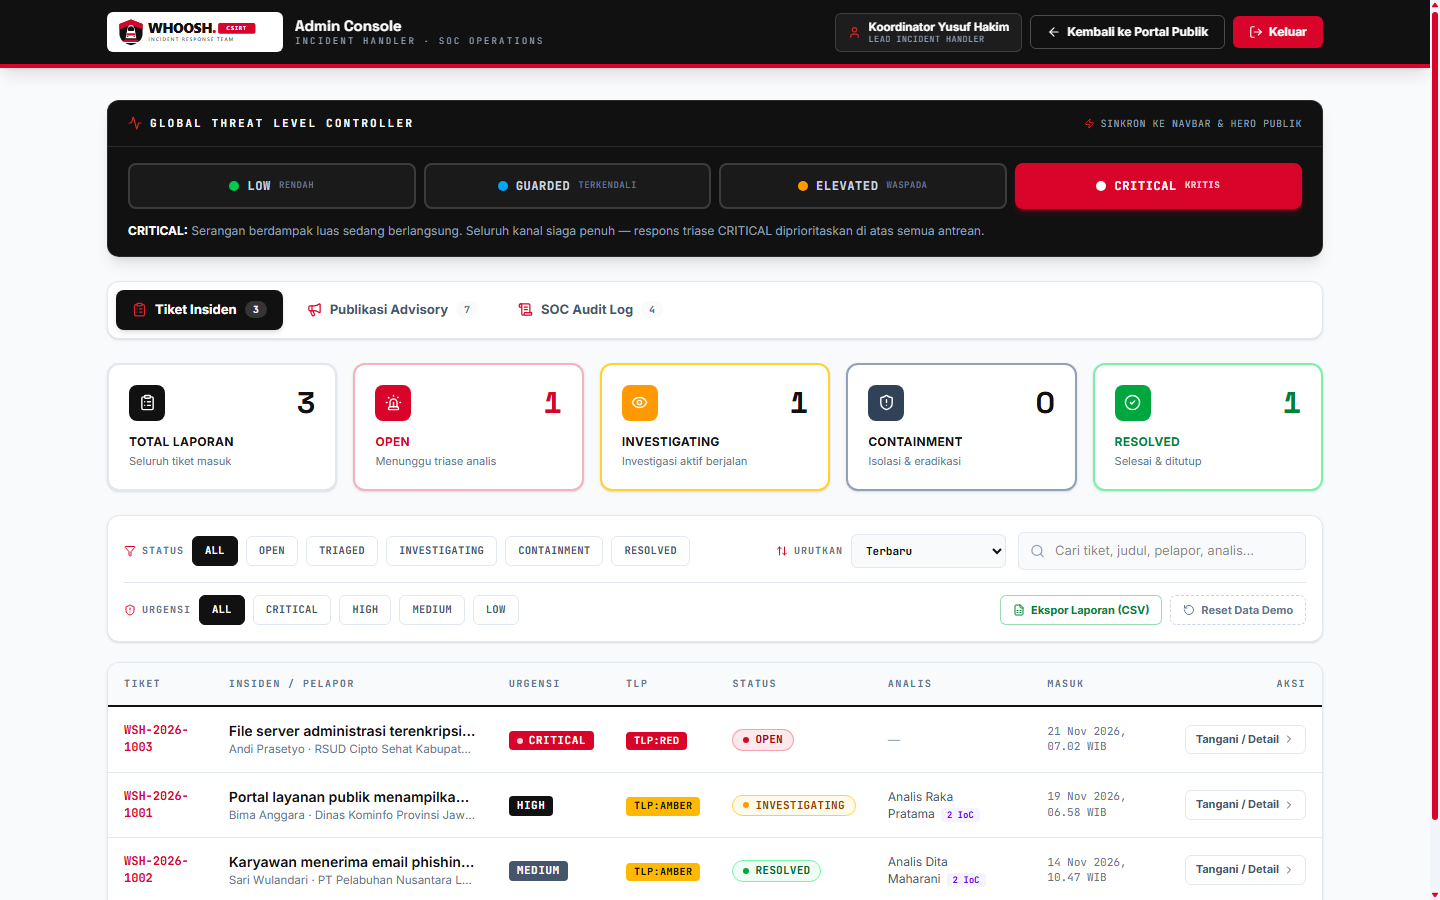 WHOOSH. CSIRT
INCIDENT RESPONSE TEAM
Admin Console
INCIDENT HANDLER · SOC OPERATIONS
Koordinator Yusuf Hakim
LEAD INCIDENT HANDLER
Kembali ke Portal Publik
Keluar
GLOBAL THREAT LEVEL CONTROLLER
SINKRON KE NAVBAR & HERO PUBLIK
LOW RENDAH
GUARDED TERKENDALI
ELEVATED WASPADA
CRITICAL KRITIS
CRITICAL: Serangan berdampak luas sedang berlangsung. Seluruh kanal siaga penuh — respons triase CRITICAL diprioritaskan di atas semua antrean.
Tiket Insiden 3
Publikasi Advisory 7
SOC Audit Log 4
3
TOTAL LAPORAN
Seluruh tiket masuk
1
OPEN
Menunggu triase analis
1
INVESTIGATING
Investigasi aktif berjalan
0
CONTAINMENT
Isolasi & eradikasi
1
RESOLVED
Selesai & ditutup
STATUS ALL OPEN TRIAGED INVESTIGATING CONTAINMENT RESOLVED
URUTKAN Terbaru
Cari tiket, judul, pelapor, analis...
URGENSI ALL CRITICAL HIGH MEDIUM LOW
Ekspor Laporan (CSV)
Reset Data Demo
TIKET INSIDEN / PELAPOR URGENSI TLP STATUS ANALIS MASUK AKSI
WSH-2026-
1003
File server administrasi terenkripsi...
Andi Prasetyo · RSUD Cipto Sehat Kabupat...
CRITICAL
TLP:RED
OPEN
—
21 Nov 2026,
07.02 WIB
Tangani / Detail
WSH-2026-
1001
Portal layanan publik menampilka...
Bima Anggara · Dinas Kominfo Provinsi Jaw...
HIGH
TLP:AMBER
INVESTIGATING
Analis Raka
Pratama 2 IoC
19 Nov 2026,
06.58 WIB
Tangani / Detail
WSH-2026-
1002
Karyawan menerima email phishin...
Sari Wulandari · PT Pelabuhan Nusantara L...
MEDIUM
TLP:AMBER
RESOLVED
Analis Dita
Maharani 2 IoC
14 Nov 2026,
10.47 WIB
Tangani / Detail